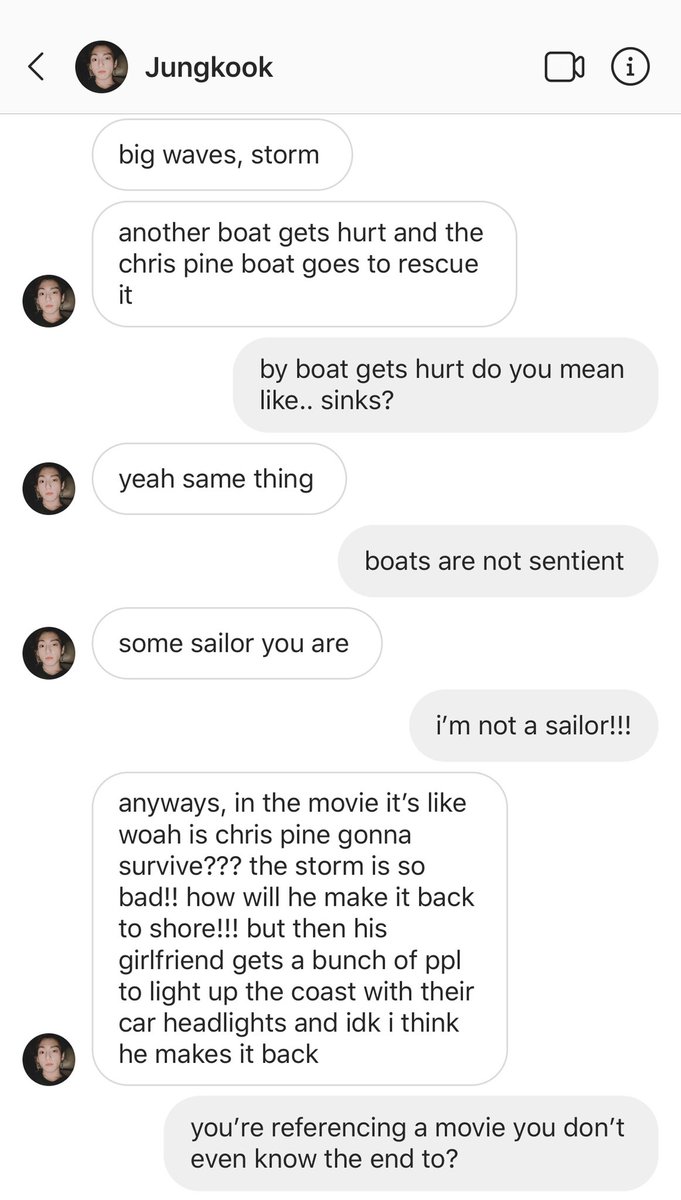 Jungkook
big waves, storm
another boat gets hurt and the
chris pine boat goes to rescue
it
by boat gets hurt do you mean
like.. sinks?
yeah same thing
boats are not sentient
some sailor you are
i’m not a sailor!!!
anyways, in the movie it’s like
woah is chris pine gonna
survive??? the storm is so
bad!! how will he make it back
to shore!!! but then his
girlfriend gets a bunch of ppl
to light up the coast with their
car headlights and idk i think
he makes it back
you’re referencing a movie you don’t
even know the end to?